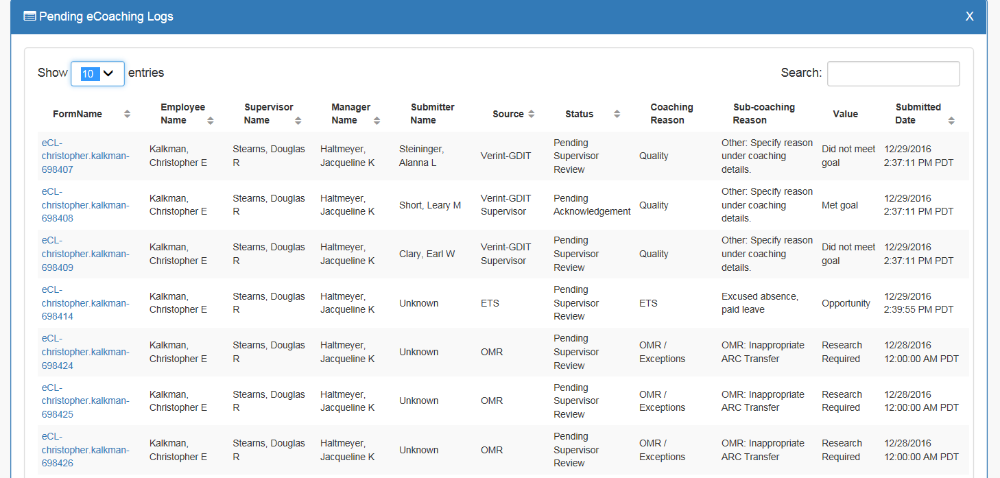 Pending eCoaching Logs X
Show 10 entries Search:
Employee Supervisor Manager Submitter Coaching Sub-coaching Submitted
FormName Source Status Value
Name Name Name Name Reason Reason Date
eCL- Pending Other: Specify reason
Kalkman, Stearns, Douglas Haltmeyer, Steininger, Did not meet 12/29/2016
christopher.kalkman- Verint-GDIT Supervisor Quality under coaching
Christopher E R Jacqueline K Alanna L goal 2:37:11 PM PDT
698407 Review details.
eCL- Other: Specify reason
Kalkman, Stearns, Douglas Haltmeyer, Verint-GDIT Pending 12/29/2016
christopher.kalkman- Short, Leary M Quality under coaching Met goal
Christopher E R Jacqueline K Supervisor Acknowledgement 2:37:11 PM PDT
698408 details.
eCL- Pending Other: Specify reason
Kalkman, Stearns, Douglas Haltmeyer, Verint-GDIT Did not meet 12/29/2016
christopher.kalkman- Clary, Earl W Supervisor Quality under coaching
Christopher E R Jacqueline K Supervisor goal 2:37:11 PM PDT
698409 Review details.
eCL- Pending
Kalkman, Stearns, Douglas Haltmeyer, Excused absence, 12/29/2016
christopher.kalkman- Unknown ETS Supervisor ETS Opportunity
Christopher E R Jacqueline K paid leave 2:39:55 PM PDT
698414 Review
eCL- Pending
Kalkman, Stearns, Douglas Haltmeyer, OMR / OMR: Inappropriate Research 12/28/2016
christopher.kalkman- Unknown OMR Supervisor
Christopher E R Jacqueline K Exceptions ARC Transfer Required 12:00:00 AM PDT
698424 Review
eCL- Pending
Kalkman, Stearns, Douglas Haltmeyer, OMR / OMR: Inappropriate Research 12/28/2016
christopher.kalkman- Unknown OMR Supervisor
Christopher E R Jacqueline K Exceptions ARC Transfer Required 12:00:00 AM PDT
698425 Review
eCL- Pending
Kalkman, Stearns, Douglas Haltmeyer, OMR / OMR: Inappropriate Research 12/28/2016
christopher.kalkman- Unknown OMR Supervisor
Christopher E R Jacqueline K Exceptions ARC Transfer Required 12:00:00 AM PDT
698426 Review